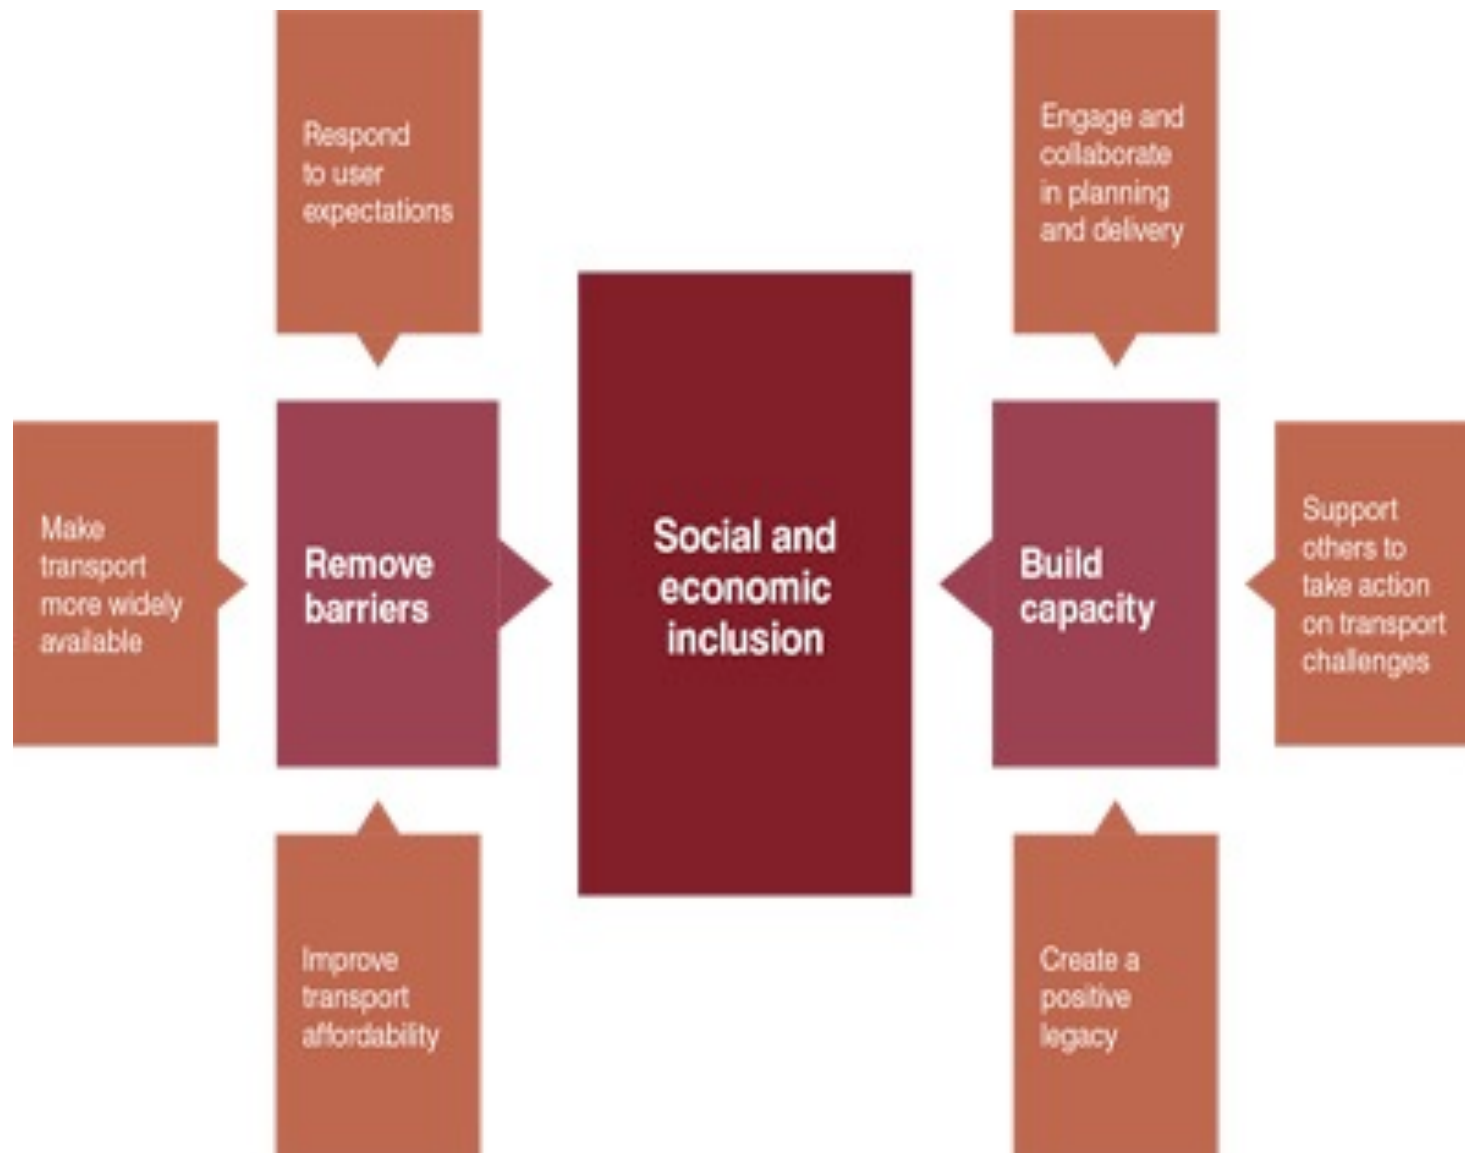 Respond
to user
expectations
Engage and
collaborate
in planning
and delivery
Make
transport
more widely
available
Remove
barriers
Social and
economic
inclusion
Build
capacity
Support
others to
take action
on transport
challenges
Improve
transport
affordability
Create a
positive
legacy